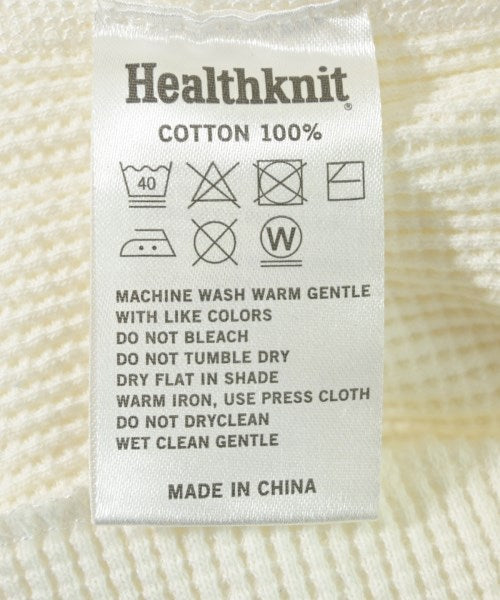 Healthknit®
COTTON 100%
40
W
MACHINE WASH WARM GENTLE
WITH LIKE COLORS
DO NOT BLEACH
DO NOT TUMBLE DRY
DRY FLAT IN SHADE
WARM IRON, USE PRESS CLOTH
DO NOT DRYCLEAN
WET CLEAN GENTLE
MADE IN CHINA